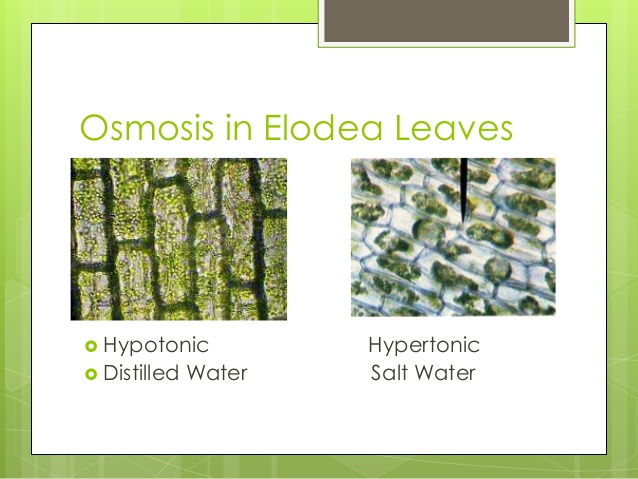 Osmosis in Elodea Leaves
Hypotonic
Distilled Water
Hypertonic
Salt Water